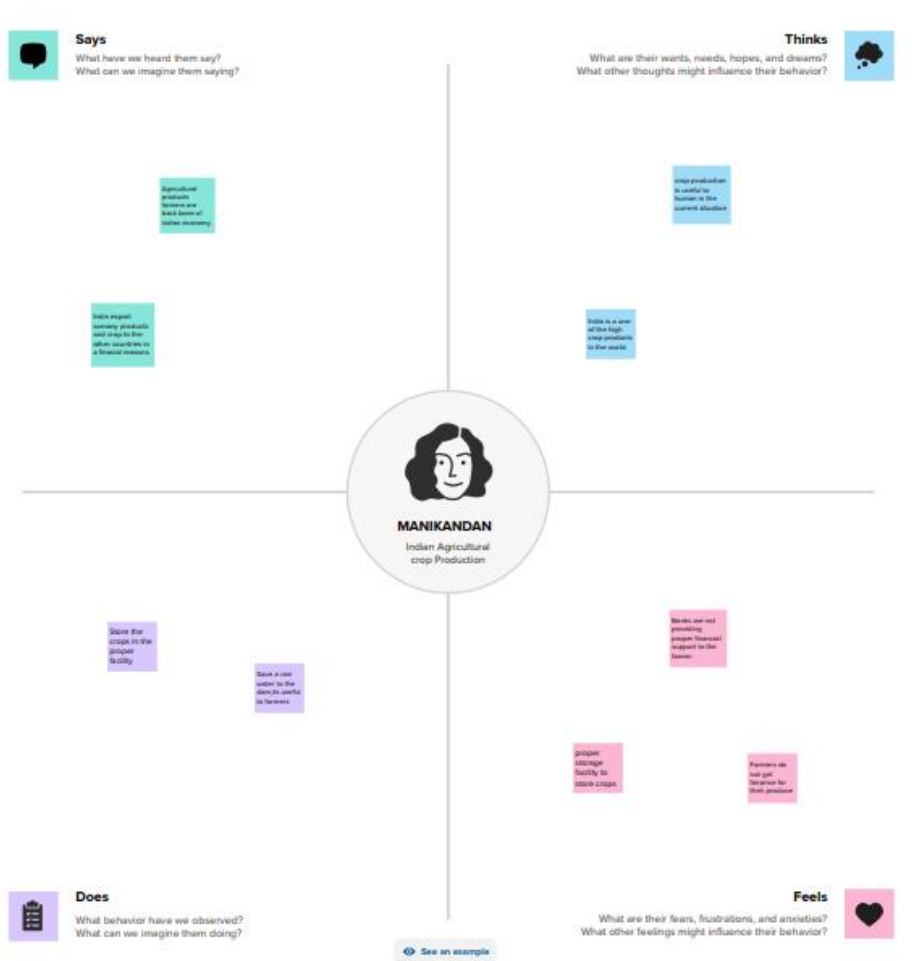 Says
What have we heard them say?
What can we imagine them saying?
Thinks
What are their wants, needs, hopes, and dreams?
What other thoughts might influence their behavior?
Agricultural
products
farmers are
back bone of
indian economy
crop production
is useful to
human in the
current situation
India export
products
and crop to the
other countries in
a finacial reasons
India is a one
of the high
crop products
in the world
MANIKANDAN
Indian Agricultural
crop Production
Store the
crops in the
proper
facility
Save a rain
water to the
dam,its useful
to farmers
Banks are not
providing
proper financial
support to the
proper
storage
facility to
store crops
Farmers do
not get
for
their produce
Does
What behavior have we observed?
What can we imagine them doing?
Feels
What are their fears, frustrations, and anxieties?
What other feelings might influence their behavior?
See an example